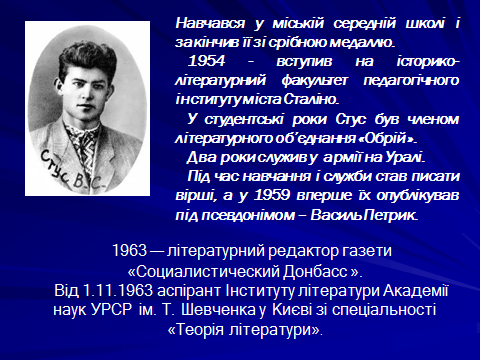 Навчався у міській середній школі і
закінчив її зі срібною медаллю.
1954 - вступив на історико-
літературний факультет педагогічного
інституту міста Сталіно.
У студентські роки Стус був членом
літературного об'єднання «Обрій».
Два роки служив у армії на Уралі.
Під час навчання і служби став писати
вірші, а у 1959 вперше їх опублікував
під псевдонімом – Василь Петрик.
Стус В. С.
1963 — літературний редактор газети
«Социалистический Донбасс ».
Від 1.11.1963 аспірант Інституту літератури Академії
наук УРСР ім. Т. Шевченка у Києві зі спеціальності
«Теорія літератури».